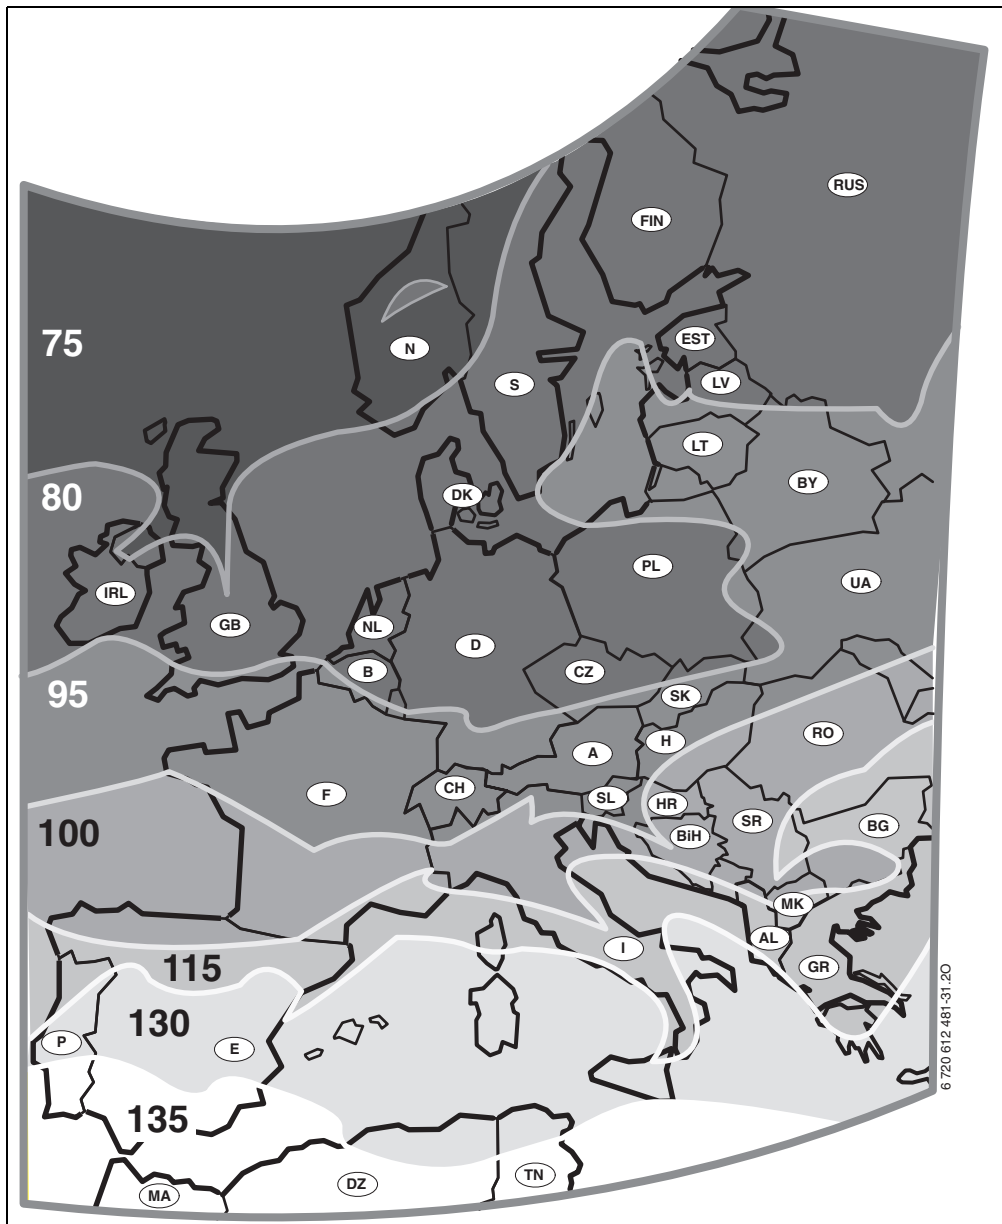 RUS
FIN
75
N
EST
S
LV
LT
80
BY
DK
PL
UA
IRL
GB
NL
D
B
CZ
95
SK
RO
H
A
F
CH
SL
HR
SR
BG
BiH
100
MK
AL
I
GR
115
130
P
E
135
TN
DZ
MA
6 720 612 481-31.2O